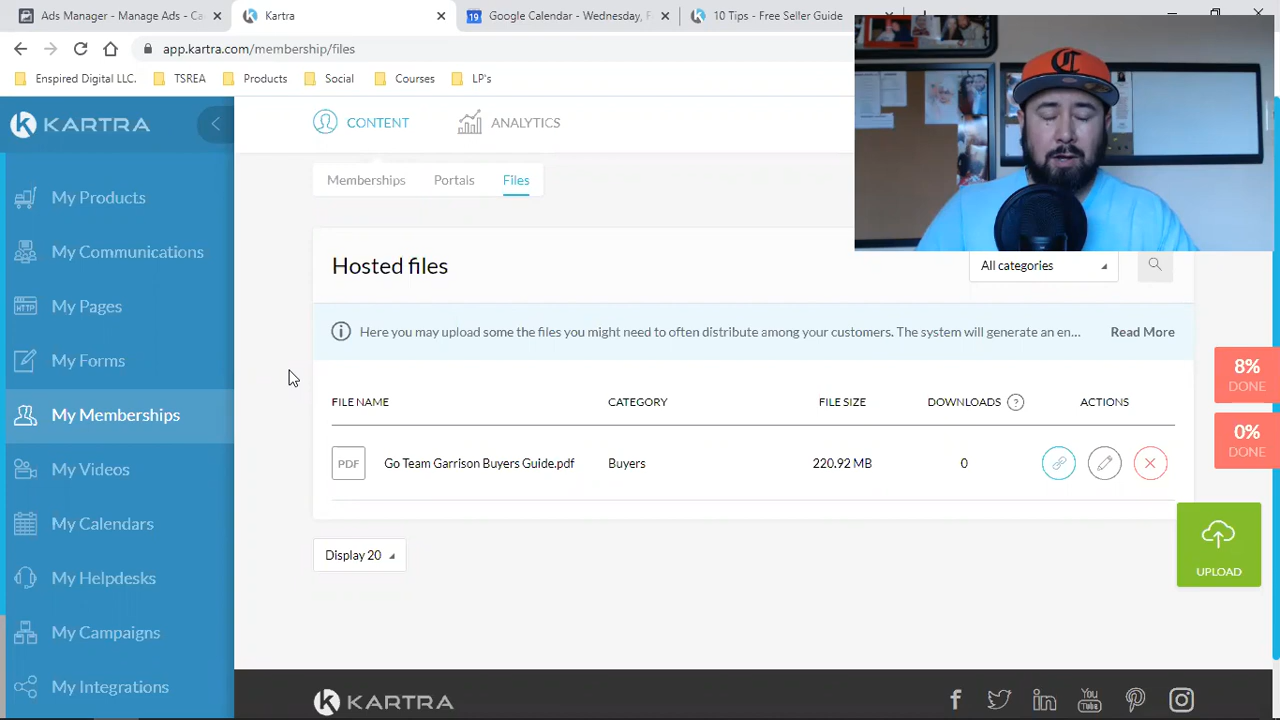 Ads Manager - Manage Ads - Ca
Kartra
Google Calendar - Wednesday, F
10 Tips - Free Seller Guide
app.kartra.com/membership/files
Enspired Digital LLC.
TSREA
Products
Social
Courses
LP's
KARTRA
CONTENT
ANALYTICS
My Products
My Communications
My Pages
My Forms
My Memberships
My Videos
My Calendars
My Helpdesks
My Campaigns
My Integrations
Memberships
Portals
Files
Hosted files
All categories
Here you may upload some the files you might need to often distribute among your customers. The system will generate an en...
Read More
FILE NAME
CATEGORY
FILE SIZE
DOWNLOADS ?
ACTIONS
PDF
Go Team Garrison Buyers Guide.pdf
Buyers
220.92 MB
0
Display 20
8%
DONE
0%
DONE
UPLOAD
KARTRA